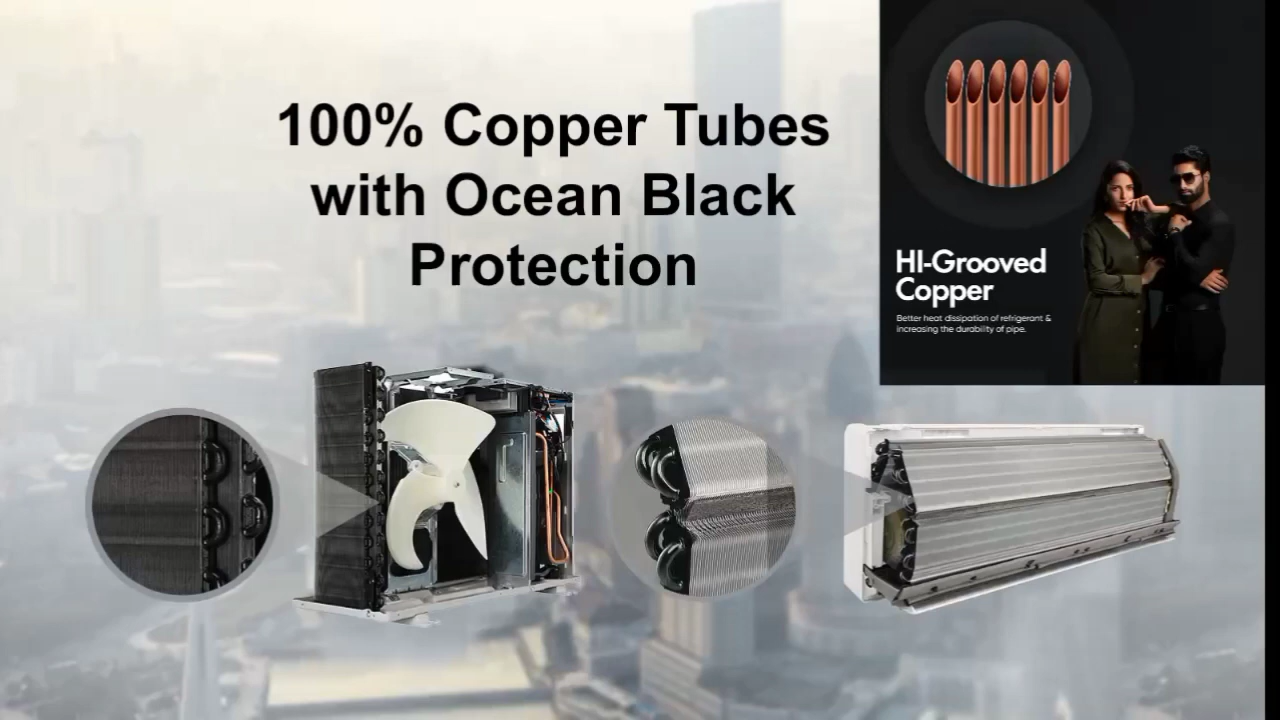 100% Copper Tubes
with Ocean Black
Protection
HI-Grooved
Copper
Better heat dissipation of refrigerant &
increasing the durability of pipe.